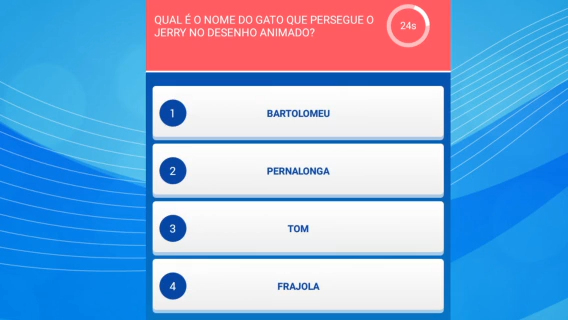 QUAL É O NOME DO GATO QUE PERSEGUE O
JERRY NO DESENHO ANIMADO?
24s
1 BARTOLOMEU
2 PERNALONGA
3 TOM
4 FRAJOLA